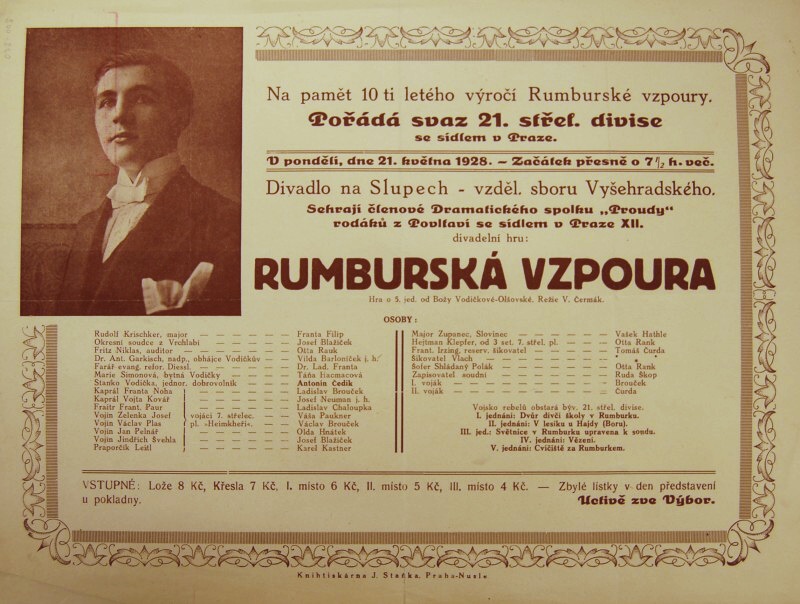 Na pamět 10 ti letého výročí Rumburské vzpoury.
Pořádá svaz 21. střel. divise
se sídlem v Praze.
V pondělí, dne 21. května 1928. – Začátek přesně o 7 1/2 h. več.
Divadlo na Slupech - vzděl. sboru Vyšehradského.
Sehrají členové Dramatického spolku „Proudy“
rodáků z Povltaví se sídlem v Praze XII.
divadelní hru:
RUMBURSKÁ VZPOURA
Hra o 5. jed. od Boży Vodičkové-Olšovské. Režie V. Čermák.
OSOBY:
Rudolf Krischker, major — — — — — Franta Filip
Okresní soudce z Vrchlabí — — — — Josef Blažíček
Fritz Niklas, auditor — — — — — Otta Rauk
Dr. Ant. Garkisch, nadp., obhájce Vodičkův — — Vilda Barloníček j. h.
Farář evang. refor. Diessl. — — — — Dr. Lad. Franta
Marie Šimonová, bytná Vodičky — — — Táňa Hacmacová
Stanko Vodička, jednor. dobrovolník — — — Antonín Čedík
Kaprál Franta Noha — — — — Ladislav Brouček
Kaprál Vojta Kovář — — — — Josef Neuman j. h.
Frajtr Frant. Paur — — — — Ladislav Chaloupka
Vojín Zelenka Josef vojáci 7. střelec. — — — Váša Paukner
Vojín Václav Plas pl. »Heimkehři«. — — — Václav Brouček
Vojín Jan Pelnář — — — — Olda Hnátek
Vojín Jindřich Švehla — — — — Josef Blažíček
Praporčík Leitl — — — — Karel Kastner
Major Zupanec, Slovinec — — — — Vašek Hathle
Hejtman Klepfer, od 3 set. 7. střel. pl. — — — Otta Rank
Frant. Irzing, reserv. šikovatel — — — Tomáš Čurda
Šikovatel Vlach — — — — * *
Šofer Shládaný Polák — — — — Otta Rank
Zapisovatel soudní — — — — Ruda Škop
I. voják — — — — Brouček
II. voják — — — — Čurda
Vojsko rebelů obstará býv. 21. střel. divise.
I. jednání: Dvůr dívčí školy v Rumburku.
II. jednání: V lesíku u Hajdy (Boru).
III. jed.: Světnice v Rumburku upravena k soudu.
IV. jednání: Vězení.
V. jednání: Cvičiště za Rumburkem.
VSTUPNÉ: Lože 8 Kč, Křesla 7 Kč, I. místo 6 Kč, II. místo 5 Kč, III. místo 4 Kč. — Zbylé lístky v den představení
u pokladny. Uctivě zve Výbor.
Knihtiskárna J. Stačka, Praha-Nusle